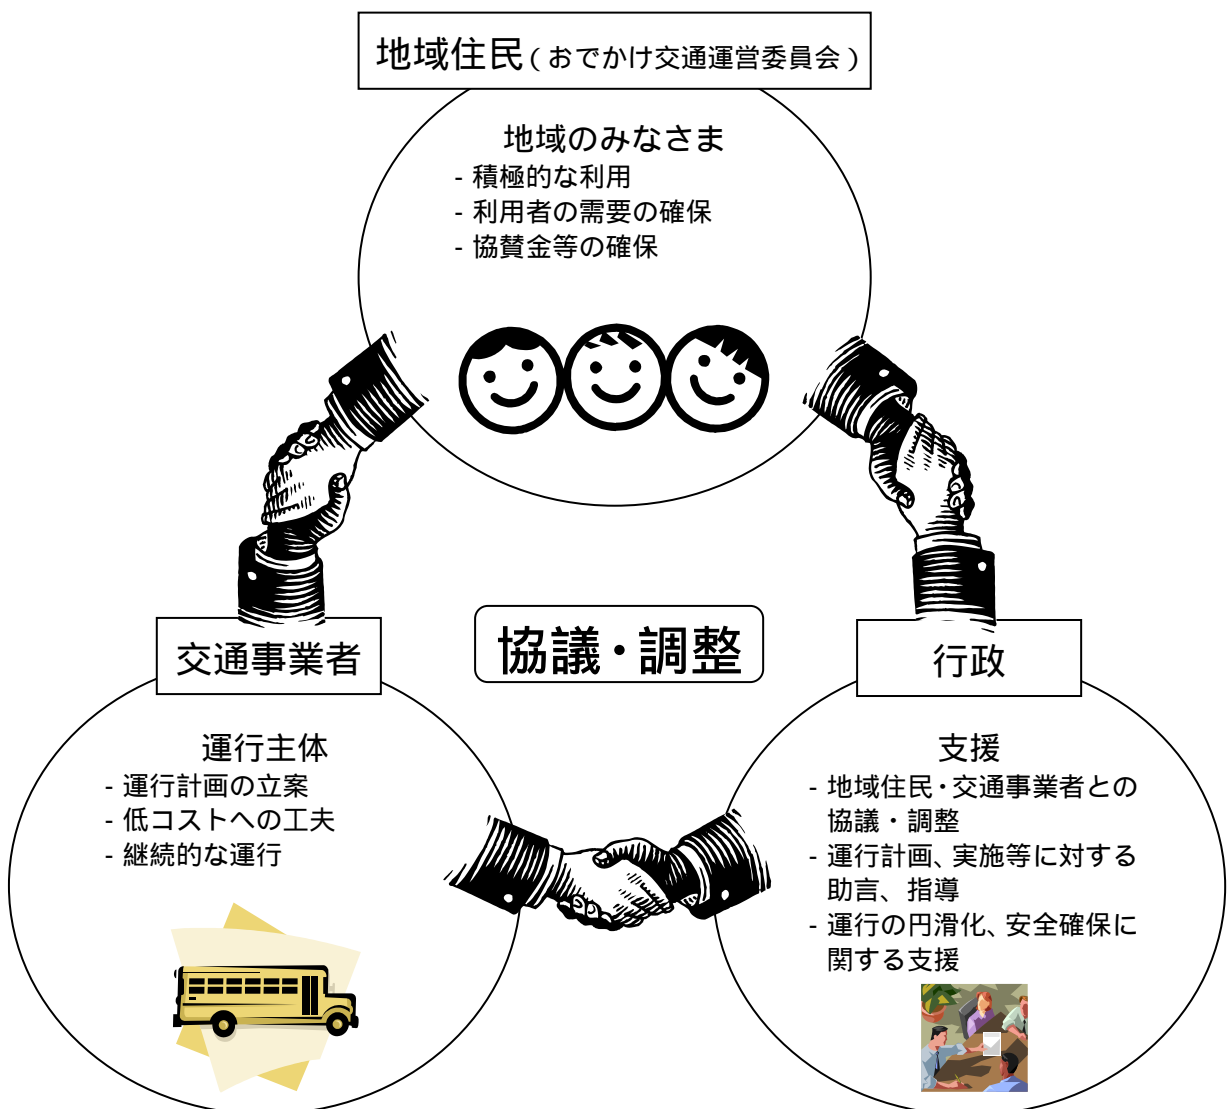 地域住民(おでかけ交通運営委員会)
地域のみなさま
- 積極的な利用
- 利用者の需要の確保
- 協賛金等の確保
協議・調整
交通事業者
運行主体
- 運行計画の立案
- 低コストへの工夫
- 継続的な運行
行政
支援
- 地域住民・交通事業者との
協議・調整
- 運行計画、実施等に対する
助言、指導
- 運行の円滑化、安全確保に
関する支援